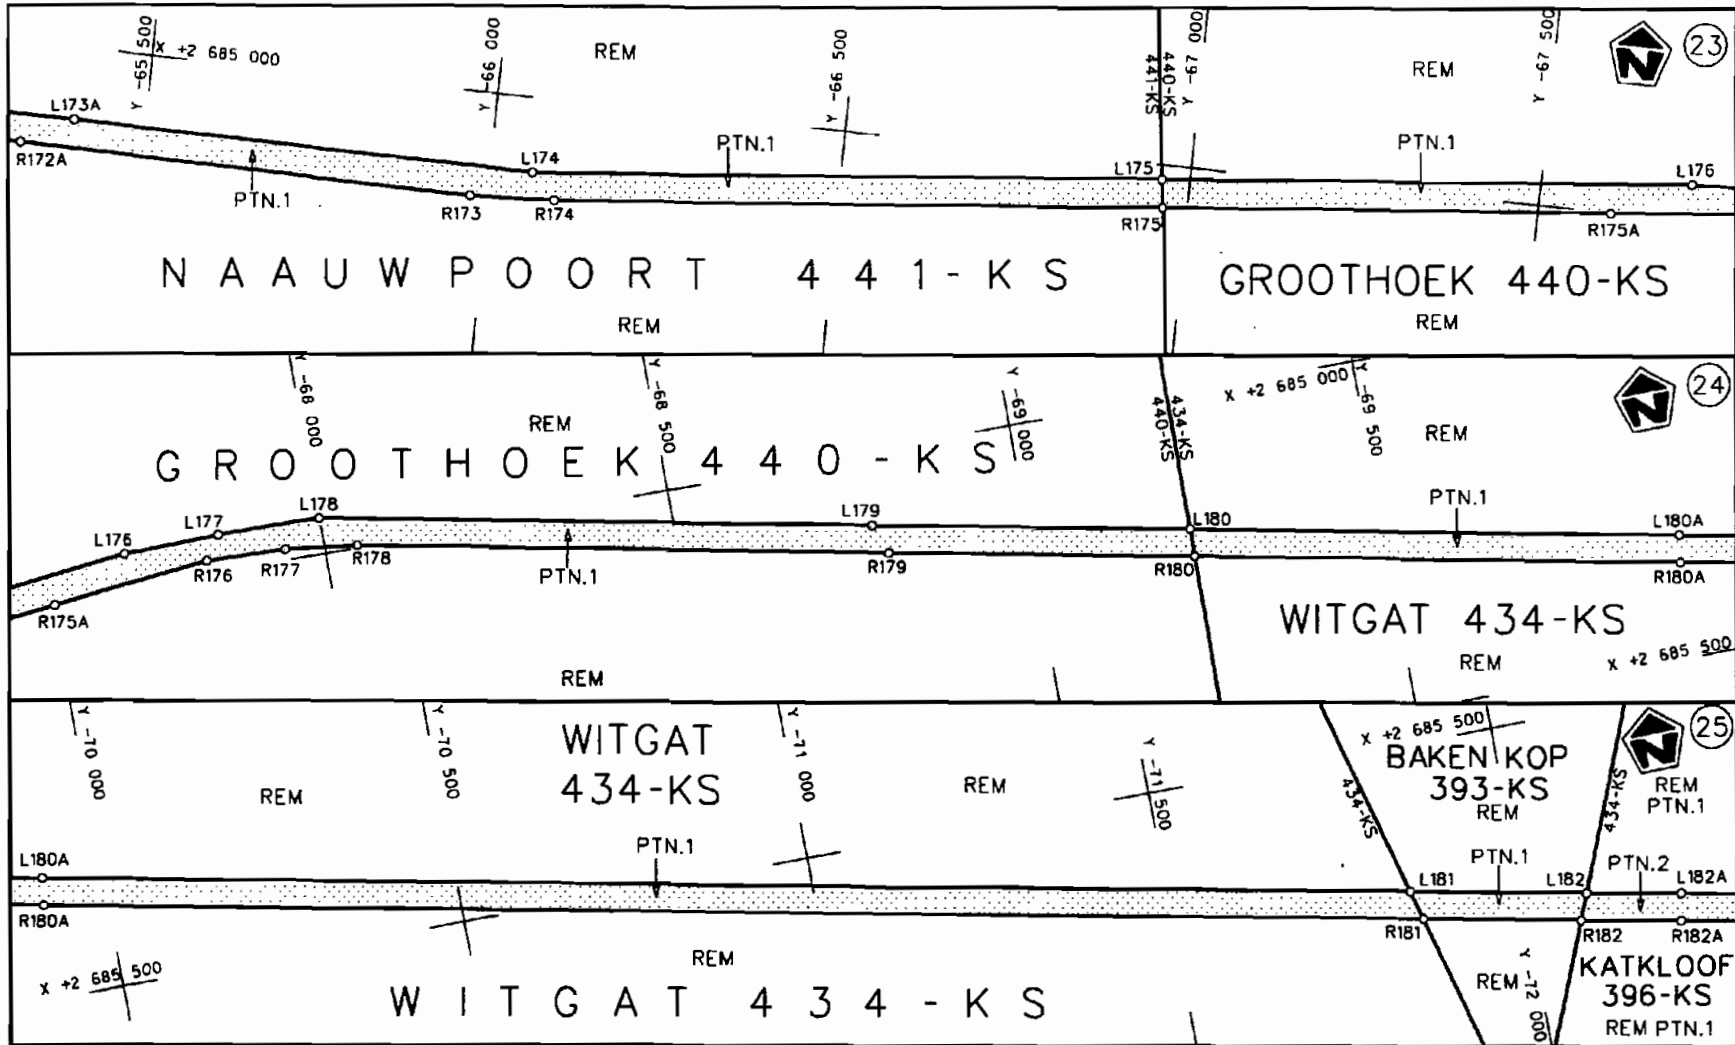 Y -65 500
X +2 685 000
Y -66 000
REM
Y -66 500
441-KS
440-KS
Y -67 000
REM
Y -67 500
N
23
L173A
R172A
PTN.1
L174
PTN.1
R173
R174
L175
R175
PTN.1
L176
R175A
NAAUWPOORT 441-KS
GROOTHOEK 440-KS
REM
REM
Y -68 000
REM
Y -68 500
Y -69 000
440-KS
434-KS
X +2 685 000
Y -69 500
REM
N
24
GROOTHOEK 440-KS
L176
L177
L178
L179
L180
PTN.1
L180A
R175A
R176
R177
R178
PTN.1
R179
R180
R180A
WITGAT 434-KS
REM
REM
X +2 685 500
Y -70 000
REM
Y -70 500
WITGAT
434-KS
Y -71 000
REM
Y -71 500
434-KS
X +2 685 500
BAKEN KOP
393-KS
REM
434-KS
N
25
REM
PTN.1
L180A
PTN.1
L181
PTN.1
L182
PTN.2
L182A
R180A
R181
R182
R182A
X +2 685 500
REM
WITGAT 434-KS
REM
Y -72 000
KATKLOOF
396-KS
REM PTN.1